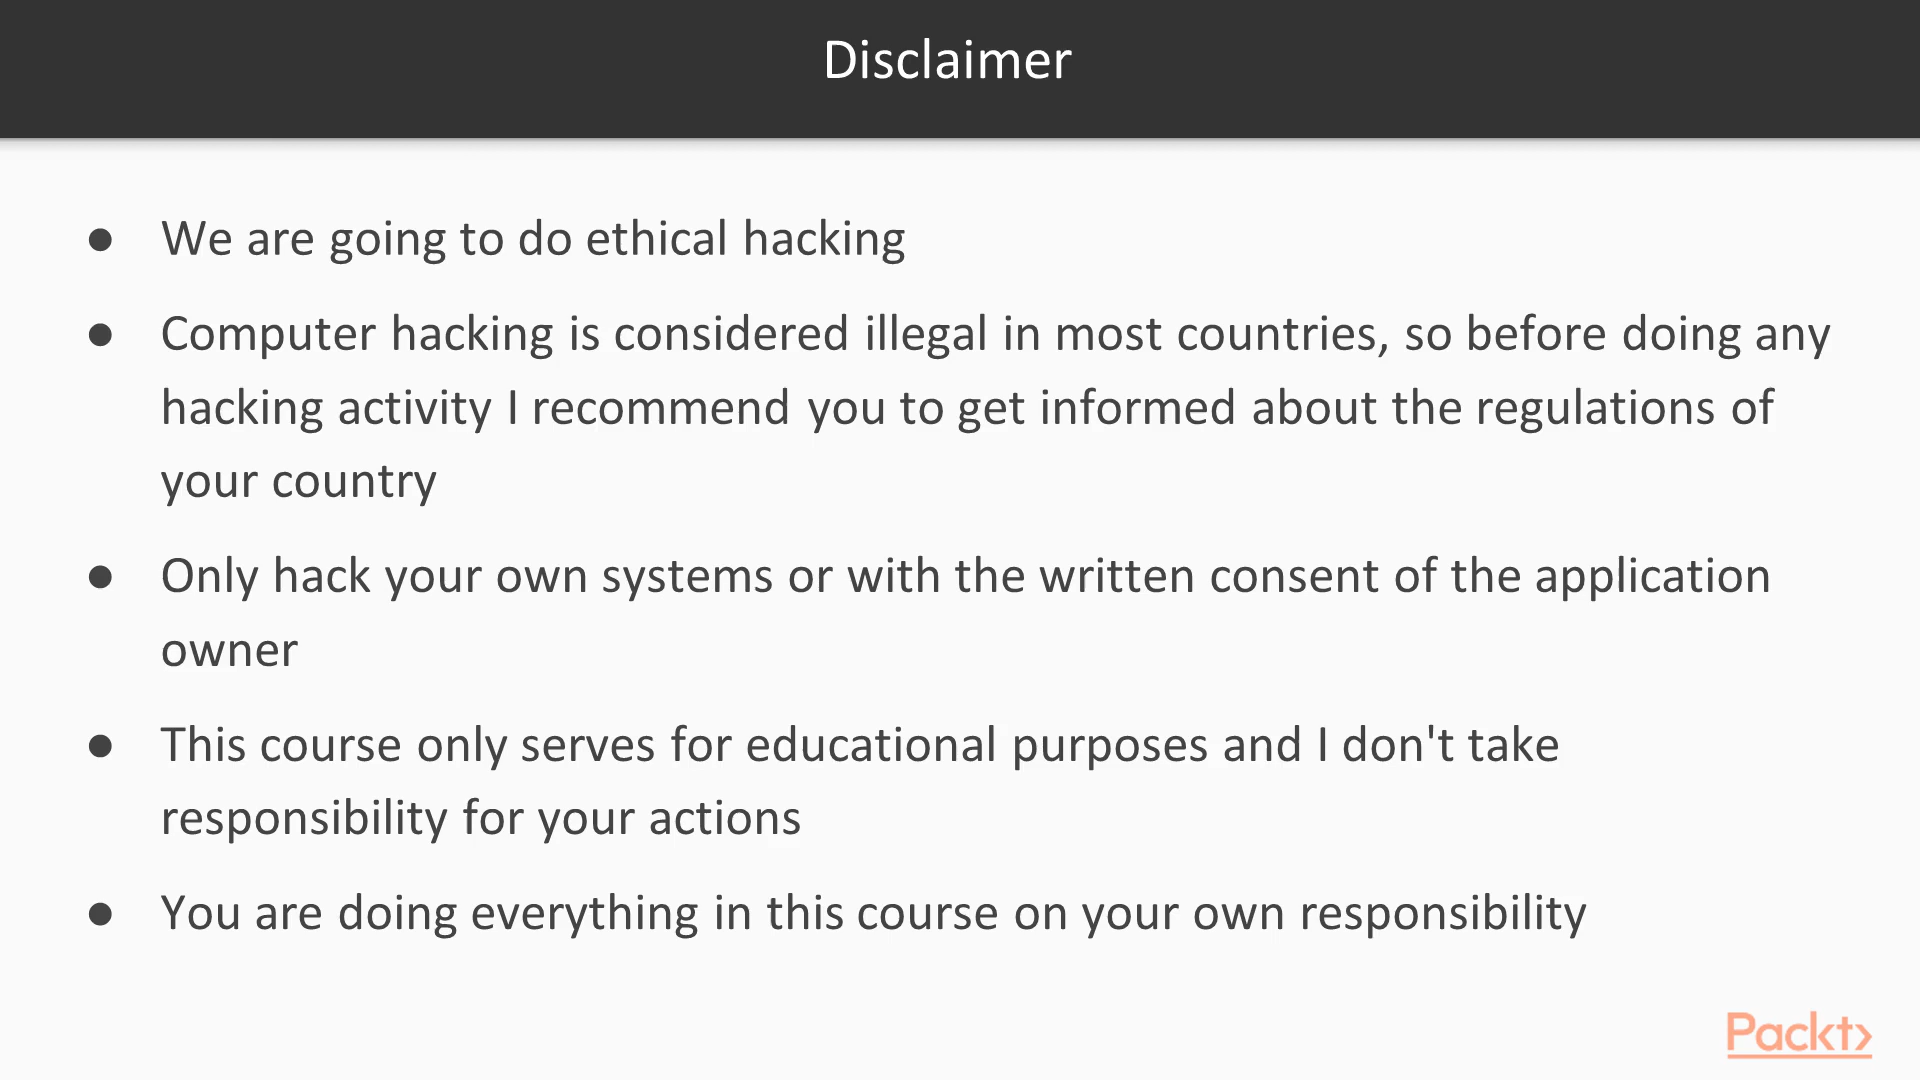 Disclaimer
● We are going to do ethical hacking
● Computer hacking is considered illegal in most countries, so before doing any
hacking activity I recommend you to get informed about the regulations of
your country
● Only hack your own systems or with the written consent of the application
owner
● This course only serves for educational purposes and I don't take
responsibility for your actions
● You are doing everything in this course on your own responsibility
Packt>